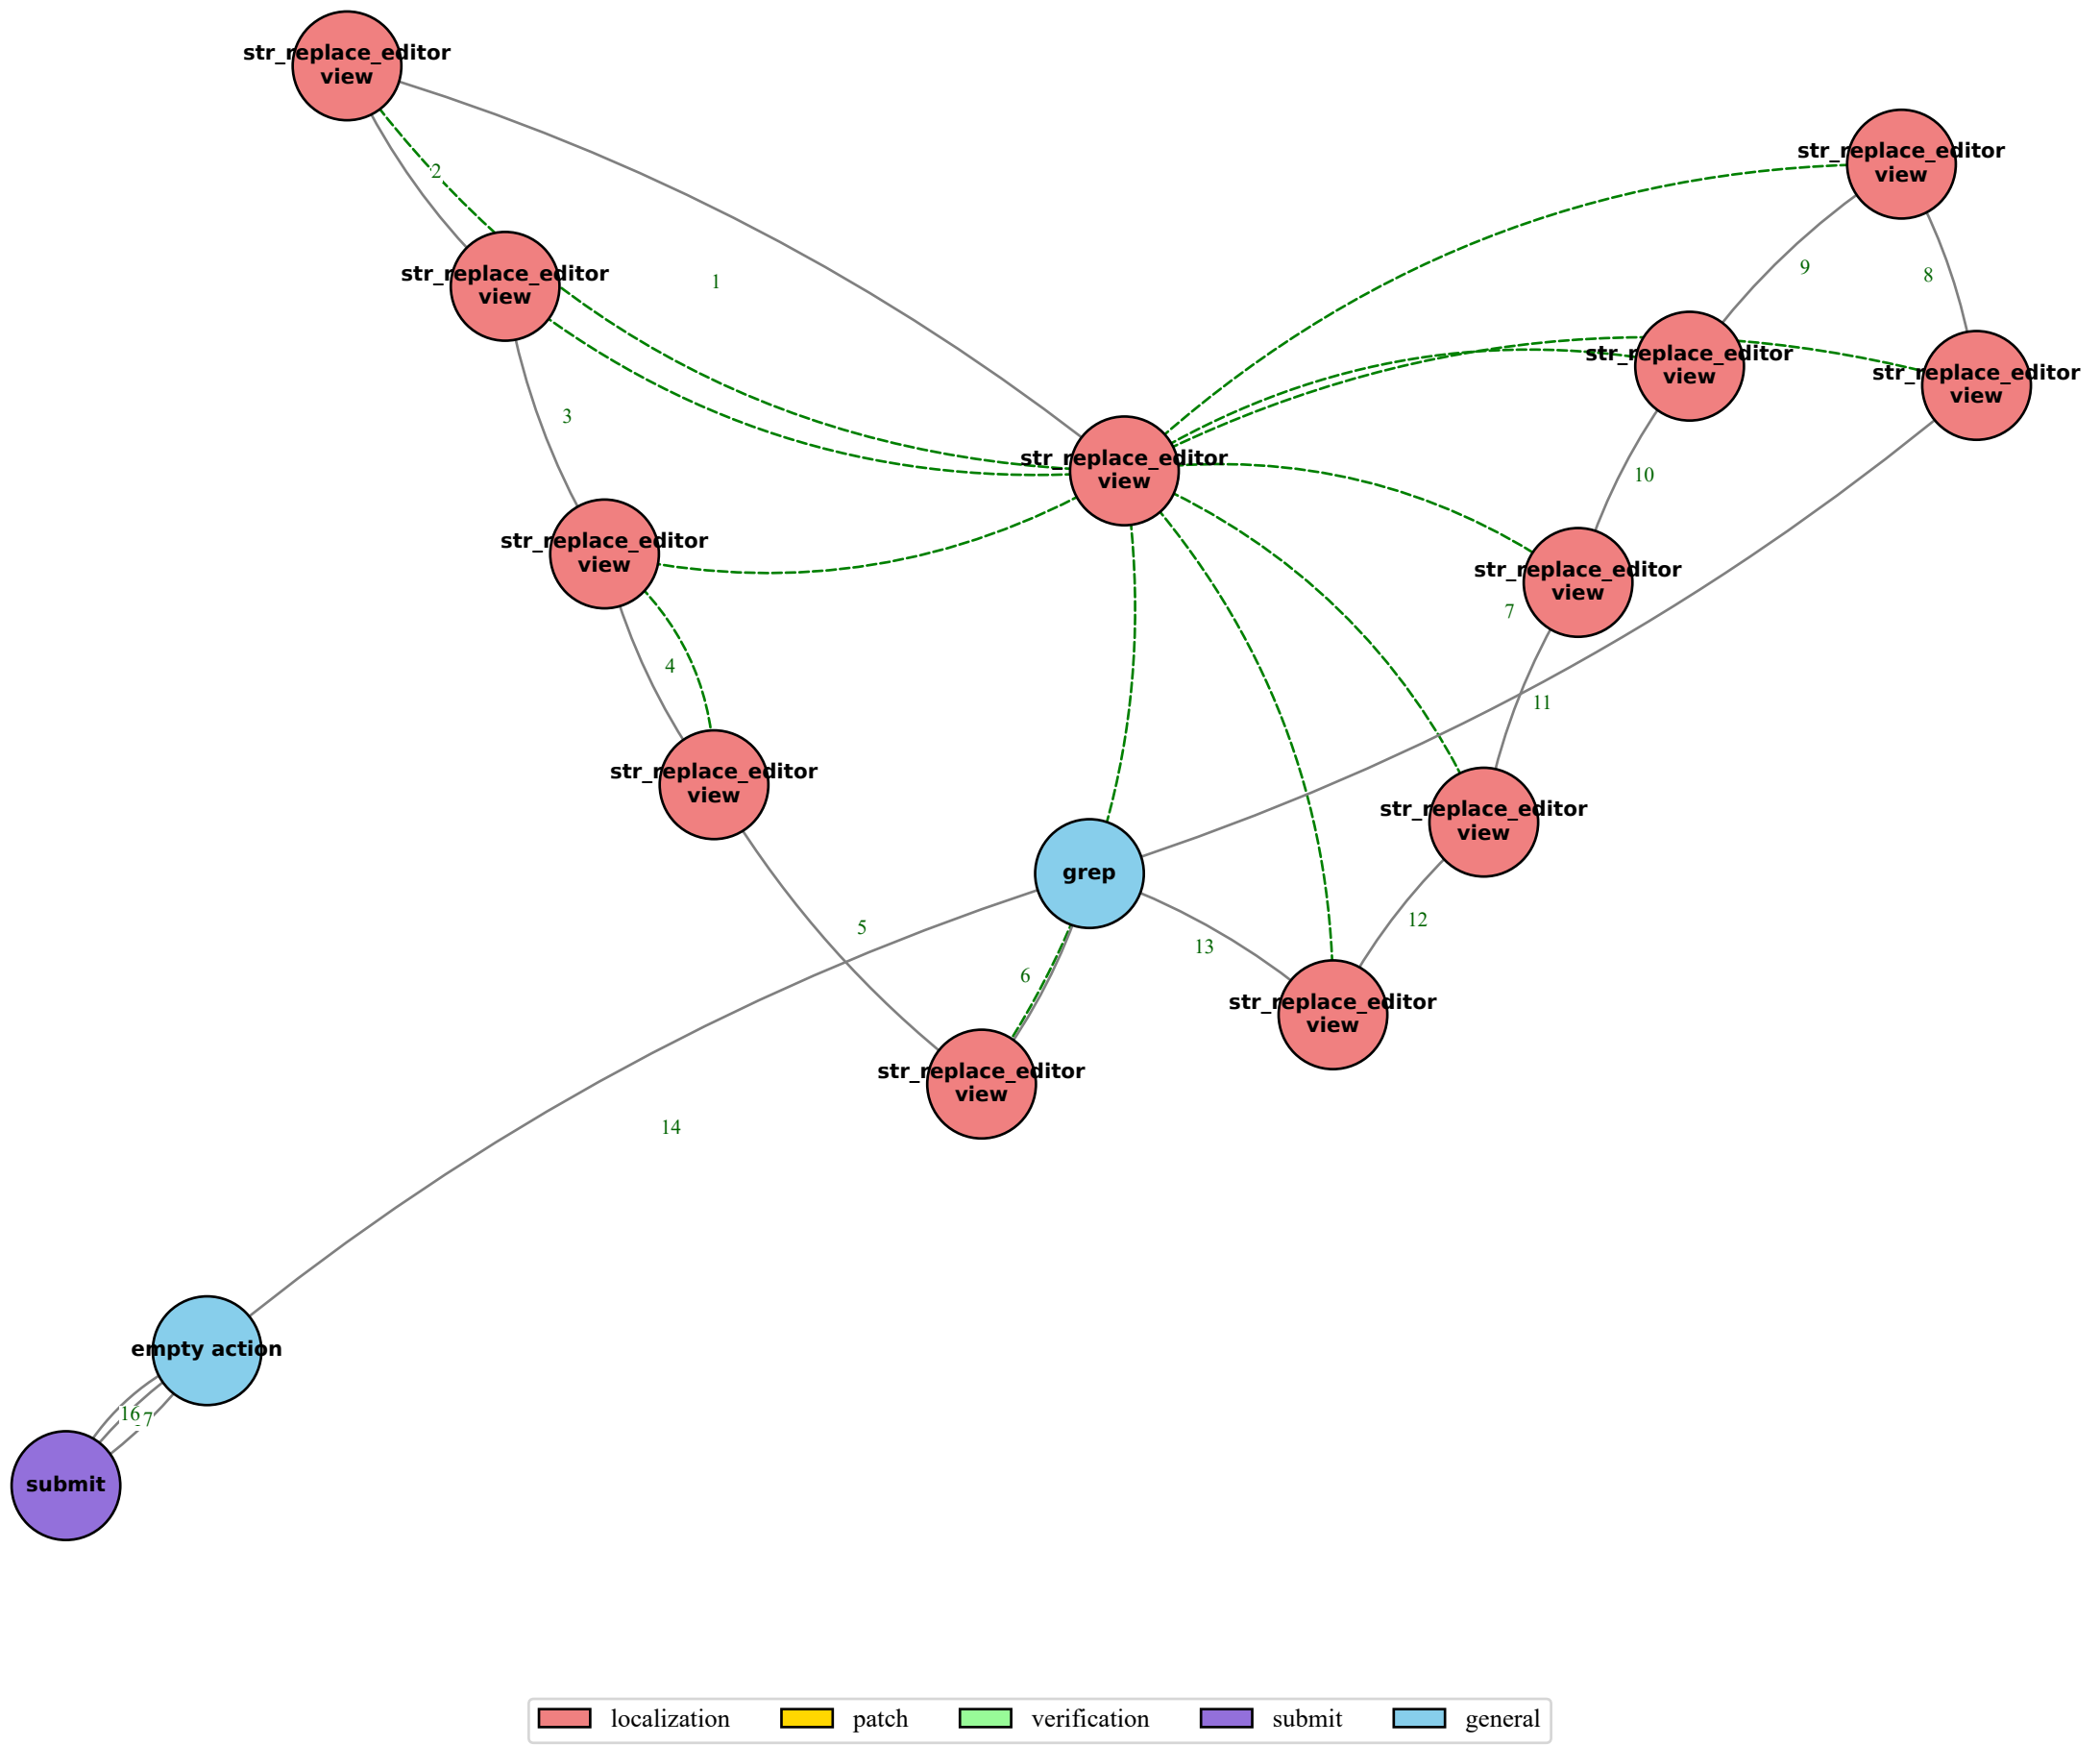 str_replace_editor
view
str_replace_editor
view
2
str_replace_editor
view
1
9
8
str_replace_editor
view
str_replace_editor
view
3
str_replace_editor
view
10
str_replace_editor
view
str_replace_editor
view
7
4
11
str_replace_editor
view
str_replace_editor
view
grep
12
5
13
6
str_replace_editor
view
str_replace_editor
view
14
empty action
16
submit
localization
patch
verification
submit
general